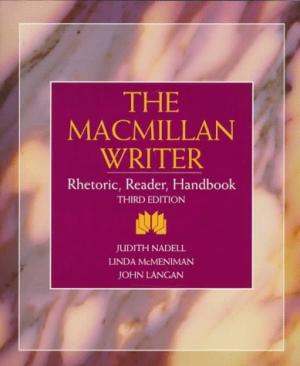 THE
MACMILLAN
WRITER
Rhetoric, Reader, Handbook
THIRD EDITION
JUDITH NADELL
LINDA McMENIMAN
JOHN LANGAN